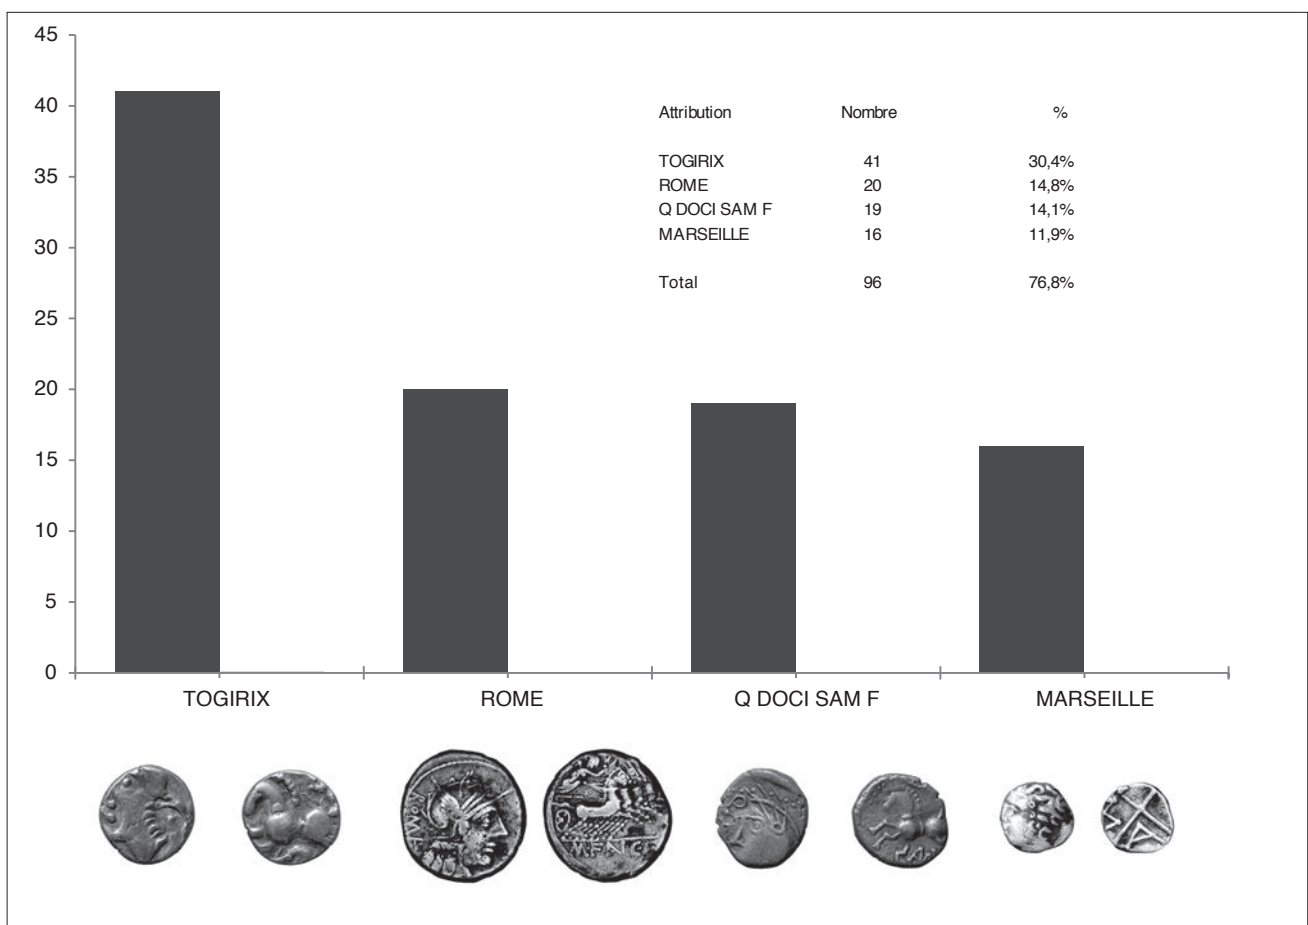 45
40
35
30
25
20
15
10
5
0
Attribution Nombre %
TOGIRIX 41 30,4%
ROME 20 14,8%
Q DOCI SAM F 19 14,1%
MARSEILLE 16 11,9%
Total 96 76,8%
TOGIRIX ROME Q DOCI SAM F MARSEILLE